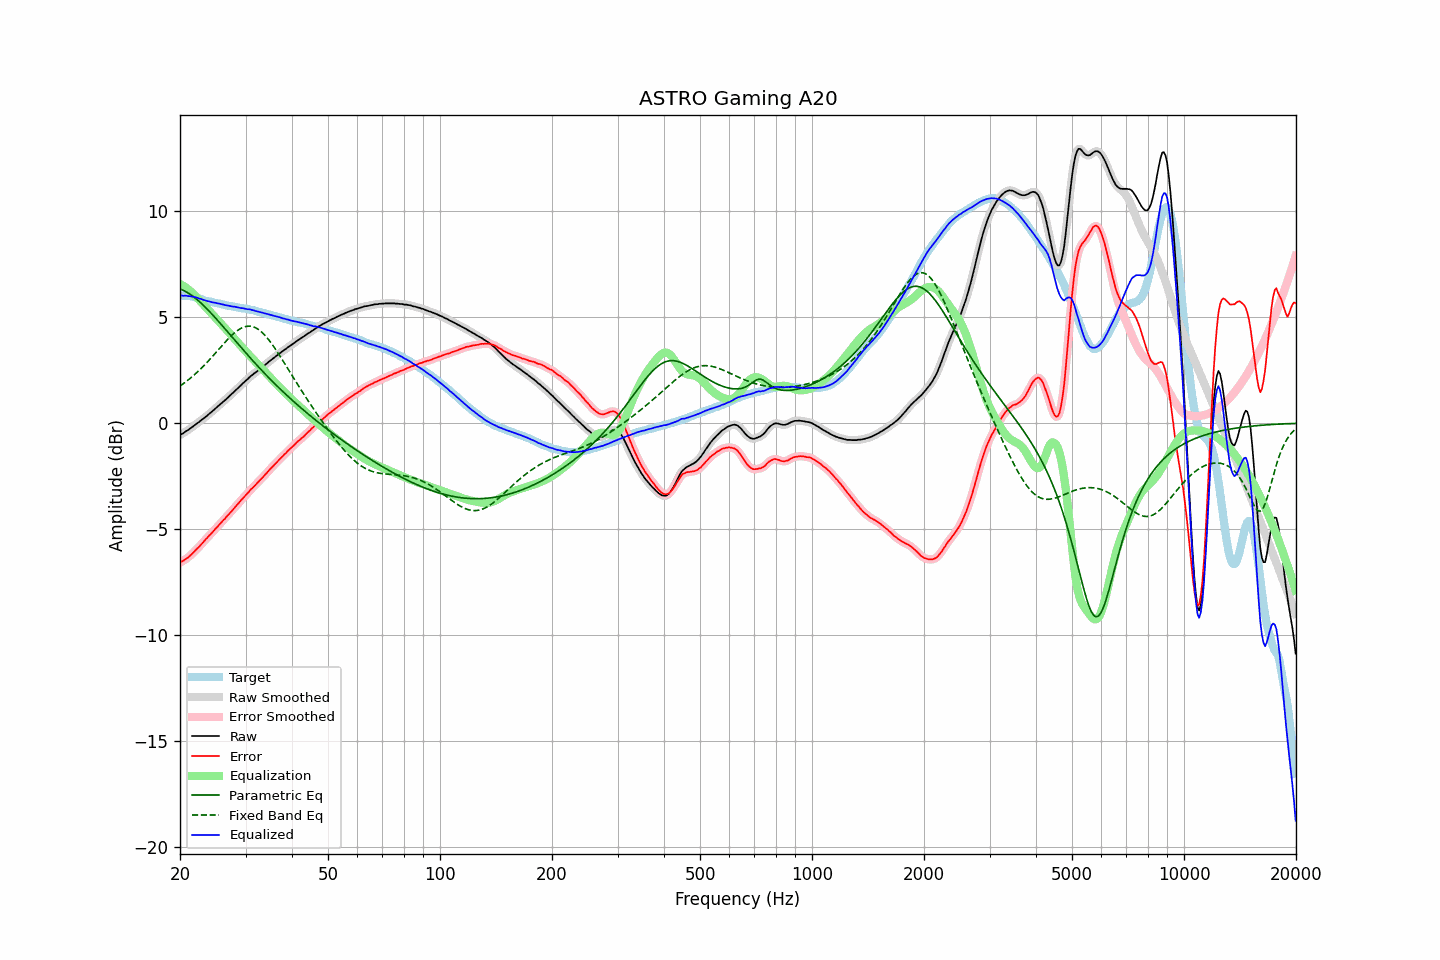 ASTRO Gaming A20
Amplitude (dBr)
10
5
0
−5
−10
−15
−20
Target
Raw Smoothed
Error Smoothed
Raw
Error
Equalization
Parametric Eq
Fixed Band Eq
Equalized
20 50 100 200 500 1000 2000 5000 10000 20000
Frequency (Hz)